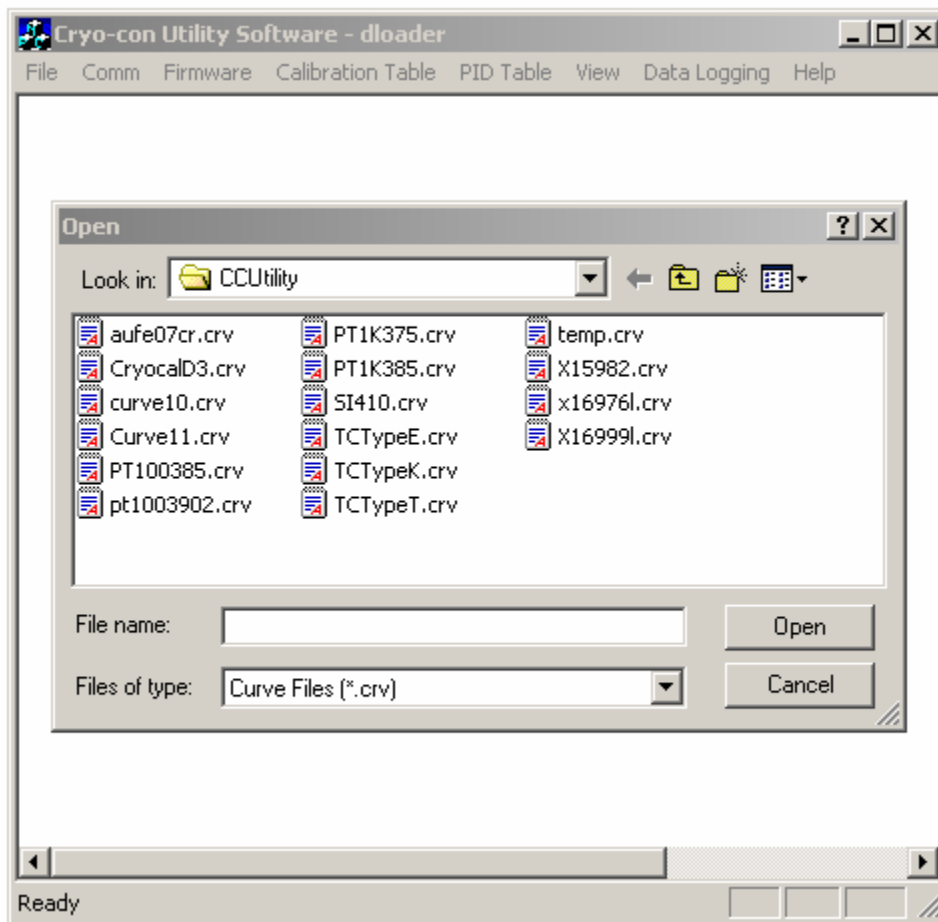 Cryo-con Utility Software - dloader
File Comm Firmware Calibration Table PID Table View Data Logging Help
Open
Look in: CCUtility
aufe07cr.crv PT1K375.crv temp.crv
CryocalD3.crv PT1K385.crv X15982.crv
curve10.crv SI410.crv x16976l.crv
Curve11.crv TCTypeE.crv X16999l.crv
PT100385.crv TCTypeK.crv
pt1003902.crv TCTypeT.crv
File name: Open
Files of type: Curve Files (*.crv) Cancel
Ready